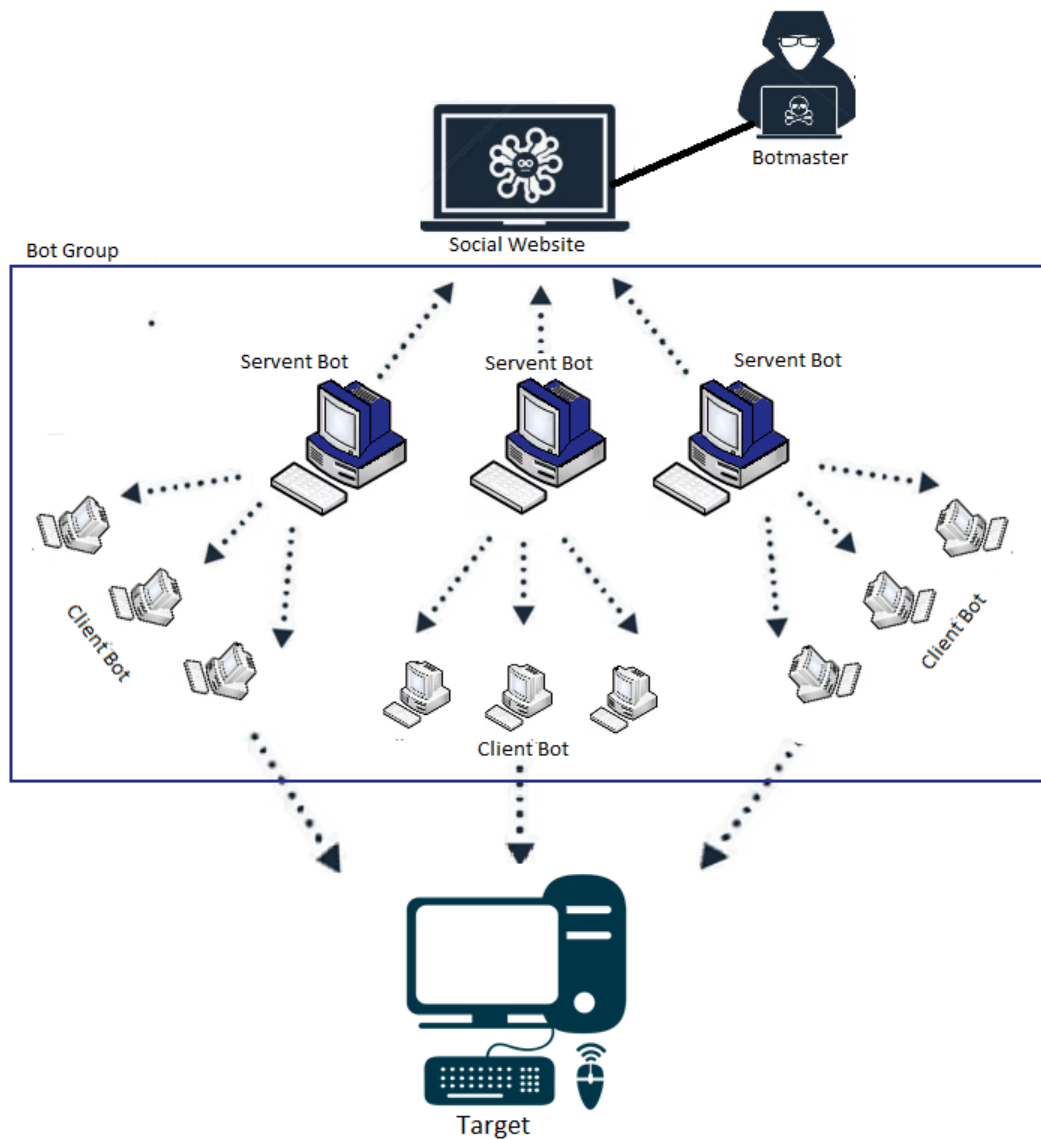 Botmaster
Social Website
Bot Group
Servent Bot
Servent Bot
Servent Bot
Client Bot
Client Bot
Client Bot
Target